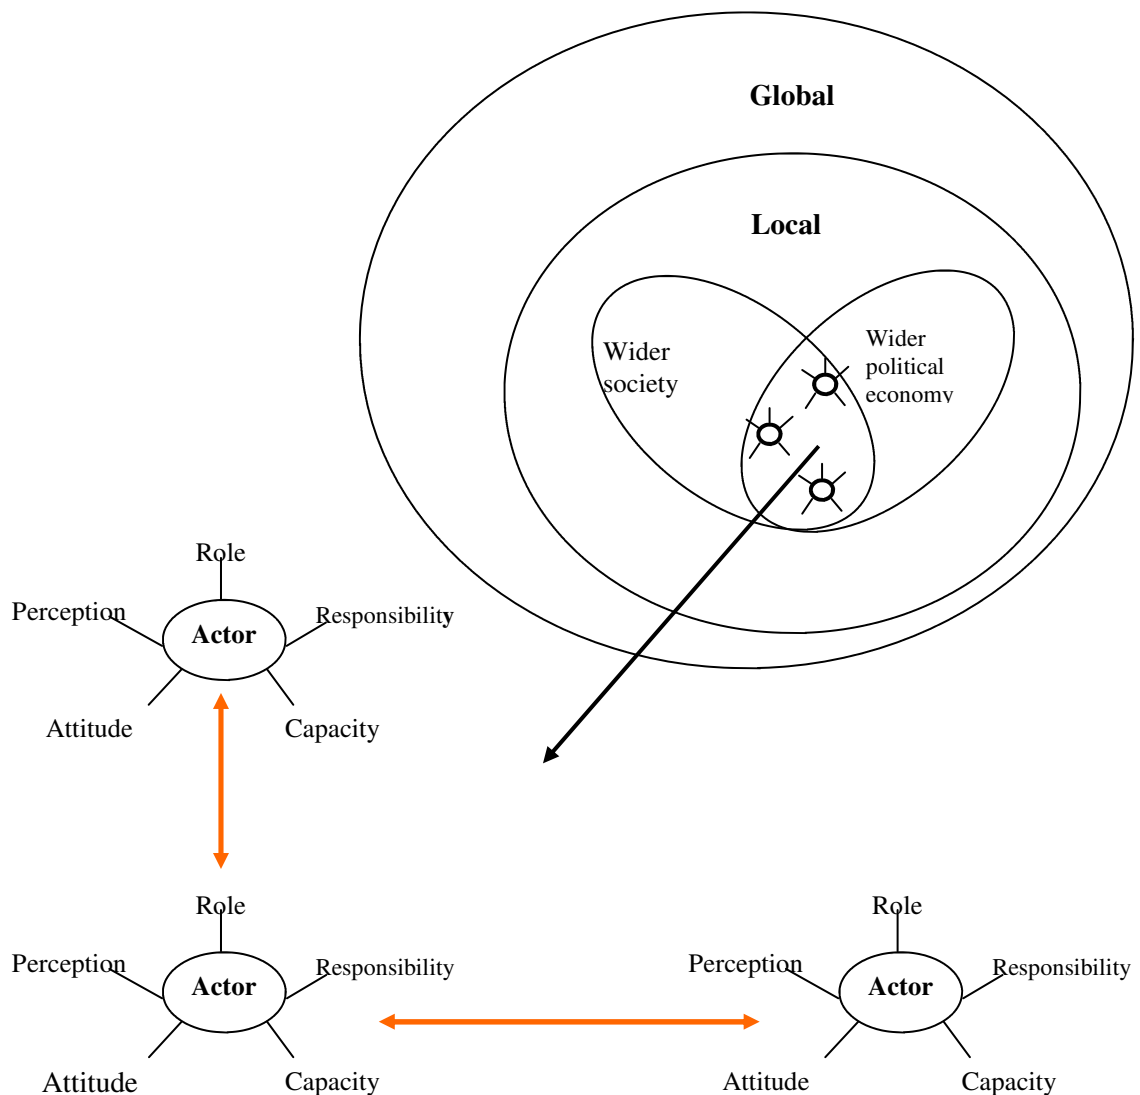 Global
Local
Wider
society
Wider
political
economy
Role
Perception
Responsibility
Actor
Attitude
Capacity
Role
Perception
Responsibility
Actor
Attitude
Capacity
Role
Perception
Responsibility
Actor
Attitude
Capacity